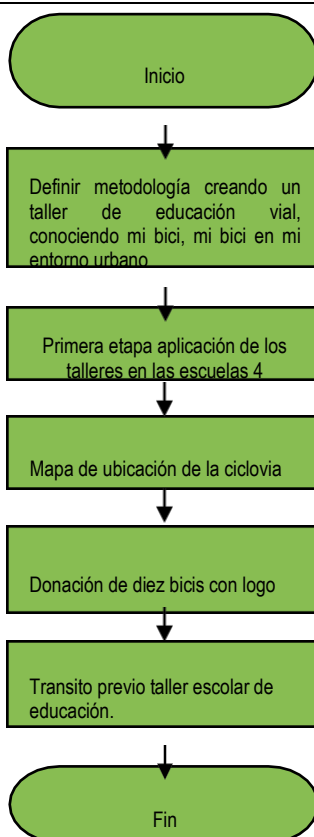 Inicio
Definir metodología creando un
taller de educación vial,
conociendo mi bici, mi bici en mi
entorno urbano
Primera etapa aplicación de los
talleres en las escuelas 4
Mapa de ubicación de la ciclovia
Donación de diez bicis con logo
Transito previo taller escolar de
educación.
Fin